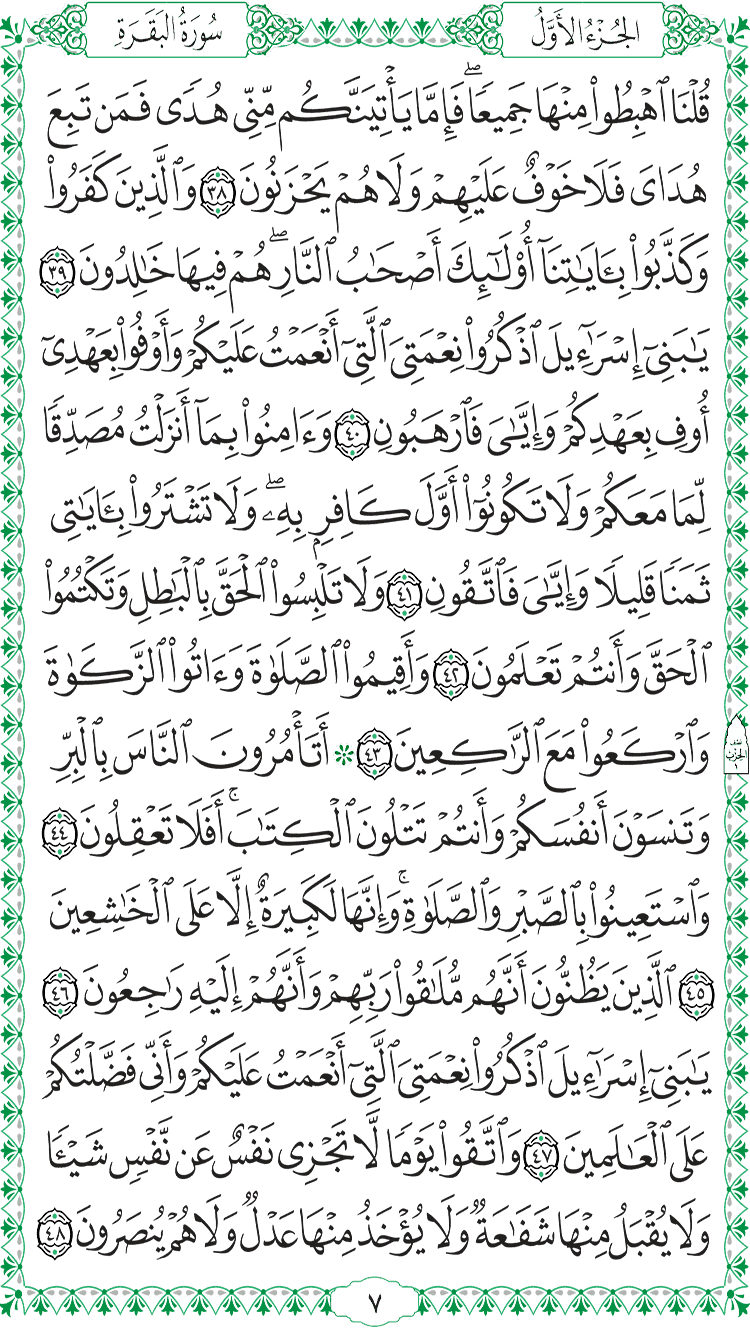 الجُزْءُ الأَوَّلُ
سُورَةُ البَقَرَةِ
قُلْنَا ٱهْبِطُوا۟ مِنْهَا جَمِيعًا ۖ فَإِمَّا يَأْتِيَنَّكُم مِّنِّى هُدًى فَمَن تَبِعَ
هُدَاىَ فَلَا خَوْفٌ عَلَيْهِمْ وَلَا هُمْ يَحْزَنُونَ ٣٨ وَٱلَّذِينَ كَفَرُوا۟
وَكَذَّبُوا۟ بِـَٔايَـٰتِنَآ أُو۟لَـٰٓئِكَ أَصْحَـٰبُ ٱلنَّارِ ۖ هُمْ فِيهَا خَـٰلِدُونَ ٣٩
يَـٰبَنِىٓ إِسْرَٰٓءِيلَ ٱذْكُرُوا۟ نِعْمَتِىَ ٱلَّتِىٓ أَنْعَمْتُ عَلَيْكُمْ وَأَوْفُوا۟ بِعَهْدِىٓ
أُوفِ بِعَهْدِكُمْ وَإِيَّـٰىَ فَٱرْهَبُونِ ٤٠ وَءَامِنُوا۟ بِمَآ أَنزَلْتُ مُصَدِّقًا
لِّمَا مَعَكُمْ وَلَا تَكُونُوٓا۟ أَوَّلَ كَافِرٍۭ بِهِۦ ۖ وَلَا تَشْتَرُوا۟ بِـَٔايَـٰتِى
ثَمَنًا قَلِيلًا وَإِيَّـٰىَ فَٱتَّقُونِ ٤١ وَلَا تَلْبِسُوا۟ ٱلْحَقَّ بِٱلْبَـٰطِلِ وَتَكْتُمُوا۟
ٱلْحَقَّ وَأَنتُمْ تَعْلَمُونَ ٤٢ وَأَقِيمُوا۟ ٱلصَّلَوٰةَ وَءَاتُوا۟ ٱلزَّكَوٰةَ
وَٱرْكَعُوا۟ مَعَ ٱلرَّٰكِعِينَ ٤٣ ۞ أَتَأْمُرُونَ ٱلنَّاسَ بِٱلْبِرِّ
نصف الحزب ١
وَتَنسَوْنَ أَنفُسَكُمْ وَأَنتُمْ تَتْلُونَ ٱلْكِتَـٰبَ ۚ أَفَلَا تَعْقِلُونَ ٤٤
وَٱسْتَعِينُوا۟ بِٱلصَّبْرِ وَٱلصَّلَوٰةِ ۚ وَإِنَّهَا لَكَبِيرَةٌ إِلَّا عَلَى ٱلْخَـٰشِعِينَ
٤٥ ٱلَّذِينَ يَظُنُّونَ أَنَّهُم مُّلَـٰقُوا۟ رَبِّهِمْ وَأَنَّهُمْ إِلَيْهِ رَٰجِعُونَ ٤٦
يَـٰبَنِىٓ إِسْرَٰٓءِيلَ ٱذْكُرُوا۟ نِعْمَتِىَ ٱلَّتِىٓ أَنْعَمْتُ عَلَيْكُمْ وَأَنِّى فَضَّلْتُكُمْ
عَلَى ٱلْعَـٰلَمِينَ ٤٧ وَٱتَّقُوا۟ يَوْمًا لَّا تَجْزِى نَفْسٌ عَن نَّفْسٍ شَيْـًٔا
وَلَا يُقْبَلُ مِنْهَا شَفَـٰعَةٌ وَلَا يُؤْخَذُ مِنْهَا عَدْلٌ وَلَا هُمْ يُنصَرُونَ ٤٨
٧